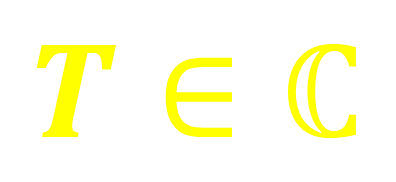 𝑻 ∈ ℂ